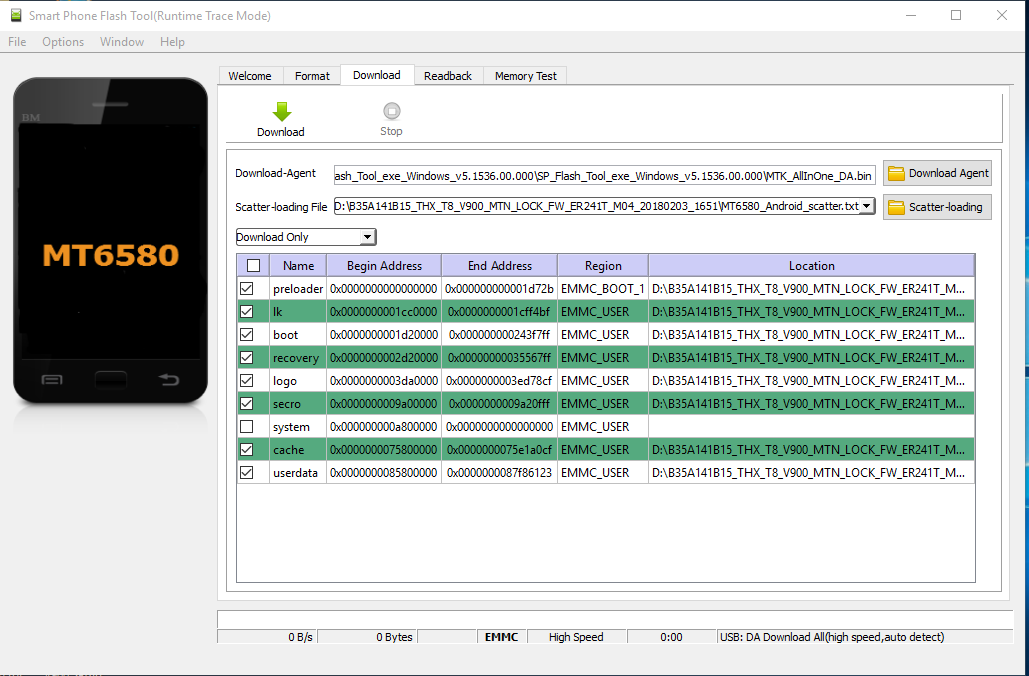 Smart Phone Flash Tool(Runtime Trace Mode)
File Options Window Help
Welcome Format Download Readback Memory Test
BM
MT6580
Download Stop
Download-Agent ash_Tool_exe_Windows_v5.1536.00.000\SP_Flash_Tool_exe_Windows_v5.1536.00.000\MTK_AllInOne_DA.bin Download Agent
Scatter-loading File D:\B35A141B15_THX_T8_V900_MTN_LOCK_FW_ER241T_M04_20180203_1651\MT6580_Android_scatter.txt Scatter-loading
Download Only
Name Begin Address End Address Region Location
preloader 0x0000000000000000 0x000000000001d72b EMMC_BOOT_1 D:\B35A141B15_THX_T8_V900_MTN_LOCK_FW_ER241T_M...
lk 0x0000000001cc0000 0x0000000001cff4bf EMMC_USER D:\B35A141B15_THX_T8_V900_MTN_LOCK_FW_ER241T_M...
boot 0x0000000001d20000 0x000000000243f7ff EMMC_USER D:\B35A141B15_THX_T8_V900_MTN_LOCK_FW_ER241T_M...
recovery 0x0000000002d20000 0x00000000035567ff EMMC_USER D:\B35A141B15_THX_T8_V900_MTN_LOCK_FW_ER241T_M...
logo 0x0000000003da0000 0x0000000003ed78cf EMMC_USER D:\B35A141B15_THX_T8_V900_MTN_LOCK_FW_ER241T_M...
secro 0x0000000009a00000 0x0000000009a20fff EMMC_USER D:\B35A141B15_THX_T8_V900_MTN_LOCK_FW_ER241T_M...
system 0x000000000a800000 0x0000000000000000 EMMC_USER
cache 0x0000000075800000 0x0000000075e1a0cf EMMC_USER D:\B35A141B15_THX_T8_V900_MTN_LOCK_FW_ER241T_M...
userdata 0x0000000085800000 0x0000000087f86123 EMMC_USER D:\B35A141B15_THX_T8_V900_MTN_LOCK_FW_ER241T_M...
0 B/s 0 Bytes EMMC High Speed 0:00 USB: DA Download All(high speed,auto detect)